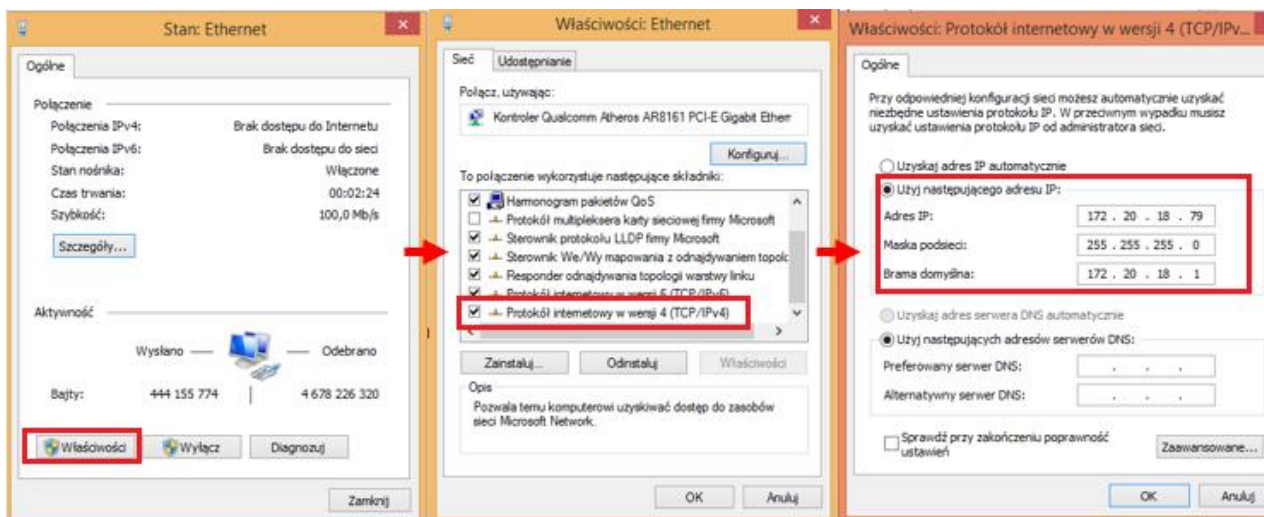 Stan: Ethernet
Ogólne
Połączenie
Połączenia IPv4: Brak dostępu do Internetu
Połączenia IPv6: Brak dostępu do sieci
Stan nośnika: Włączone
Czas trwania: 00:02:24
Szybkość: 100,0 Mb/s
Szczegóły...
Aktywność
Wysłano — — Odebrano
Bajty: 444 155 774 | 4 678 226 320
Właściwości Wyłącz Diagnozuj
Zamknij
Właściwości: Ethernet
Sieć Udostępnianie
Połącz, używając:
Kontroler Qualcomm Atheros AR8161 PCI-E Gigabit Ethern
Konfiguruj...
To połączenie wykorzystuje następujące składniki:
Harmonogram pakietów QoS
Protokół multipleksera karty sieciowej firmy Microsoft
Sterownik protokołu LLDP firmy Microsoft
Sterownik We/Wy mapowania z odnajdywaniem topolc
Responder odnajdywania topologii warstwy linku
Protokół internetowy w wersji 6 (TCP/IPv6)
Protokół internetowy w wersji 4 (TCP/IPv4)
Zainstaluj... Odinstaluj Właściwości
Opis
Pozwala temu komputerowi uzyskiwać dostęp do zasobów
sieci Microsoft Network.
OK Anuluj
Właściwości: Protokół internetowy w wersji 4 (TCP/IPv...
Ogólne
Przy odpowiedniej konfiguracji sieci możesz automatycznie uzyskać
niezbędne ustawienia protokołu IP. W przeciwnym wypadku musisz
uzyskać ustawienia protokołu IP od administratora sieci.
Uzyskaj adres IP automatycznie
Użyj następującego adresu IP:
Adres IP: 172 . 20 . 18 . 79
Maska podsieci: 255 . 255 . 255 . 0
Brama domyślna: 172 . 20 . 18 . 1
Uzyskaj adres serwera DNS automatycznie
Użyj następujących adresów serwerów DNS:
Preferowany serwer DNS: . . .
Alternatywny serwer DNS: . . .
Sprawdź przy zakończeniu poprawność
ustawień
Zaawansowane...
OK Anuluj